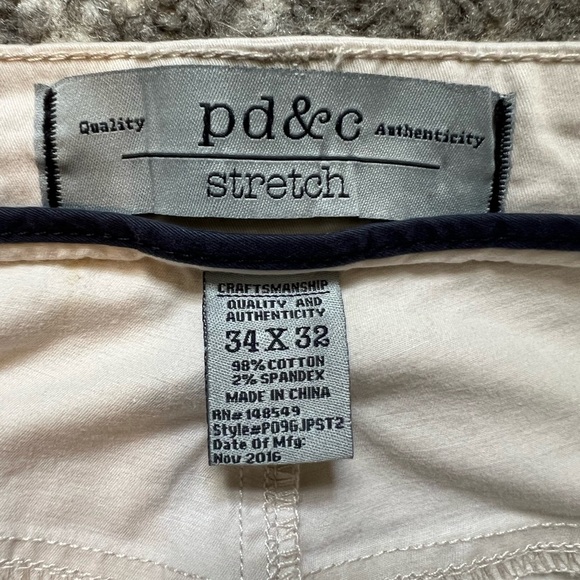 Quality pd&c Authenticity
stretch
CRAFTSMANSHIP
QUALITY AND
AUTHENTICITY
34 X 32
98% COTTON
2% SPANDEX
MADE IN CHINA
RN# 148549
Style#PD9GJPST2
Date Of Mfg:
Nov 2016